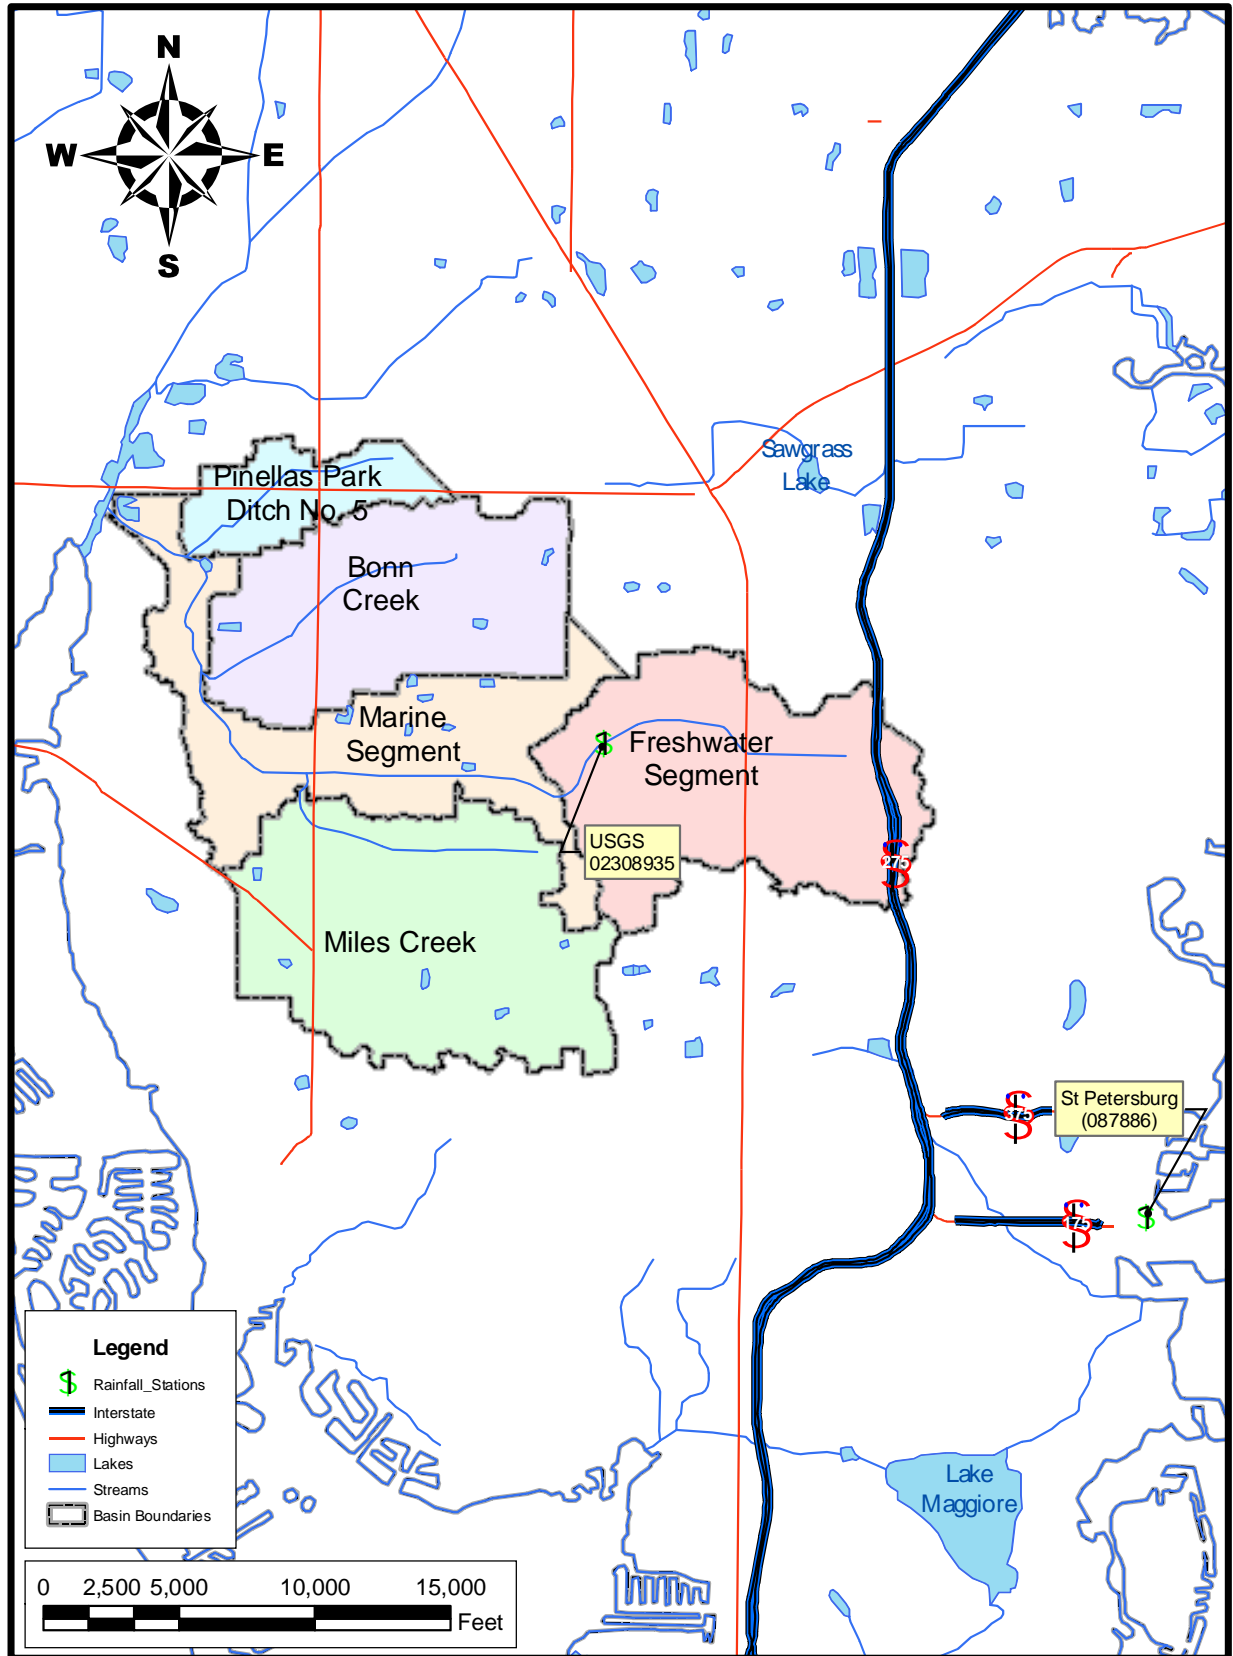 N
W
E
S
Sawgrass
Lake
Pinellas Park
Ditch No. 5
Bonn
Creek
Marine
Segment
Freshwater
Segment
USGS
02308935
275
Miles Creek
375
St Petersburg
(087886)
175
Legend
Rainfall_Stations
Interstate
Highways
Lakes
Streams
Basin Boundaries
Lake
Maggiore
0 2,500 5,000 10,000 15,000
Feet